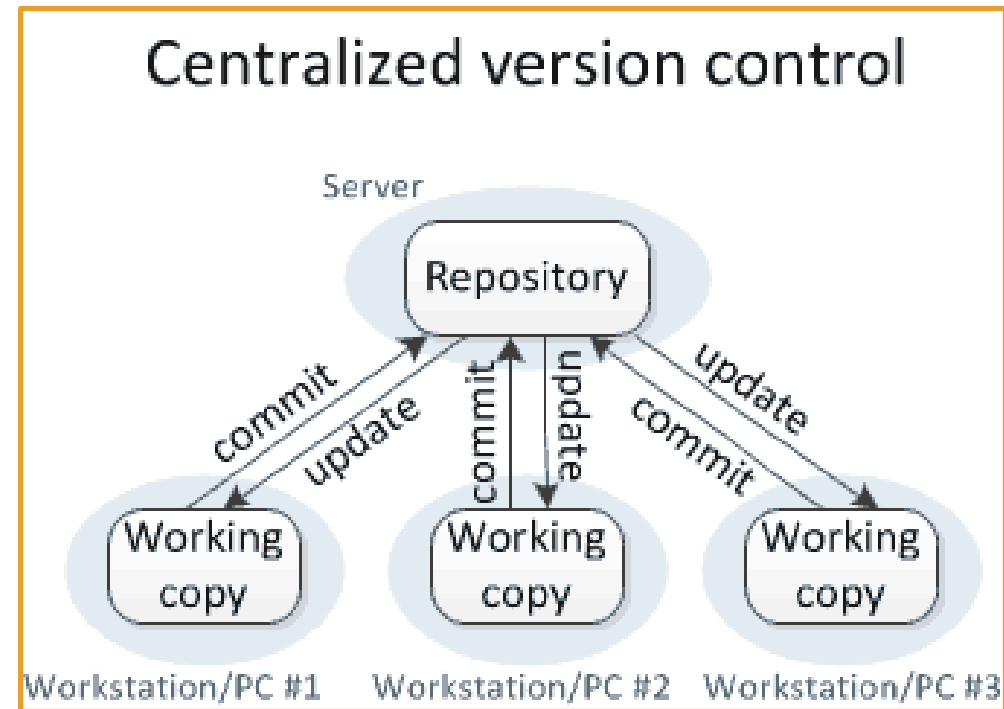 Centralized version control
Server
Repository
commit
update
commit
update
update
commit
Working
copy
Working
copy
Working
copy
Workstation/PC #1
Workstation/PC #2
Workstation/PC #3